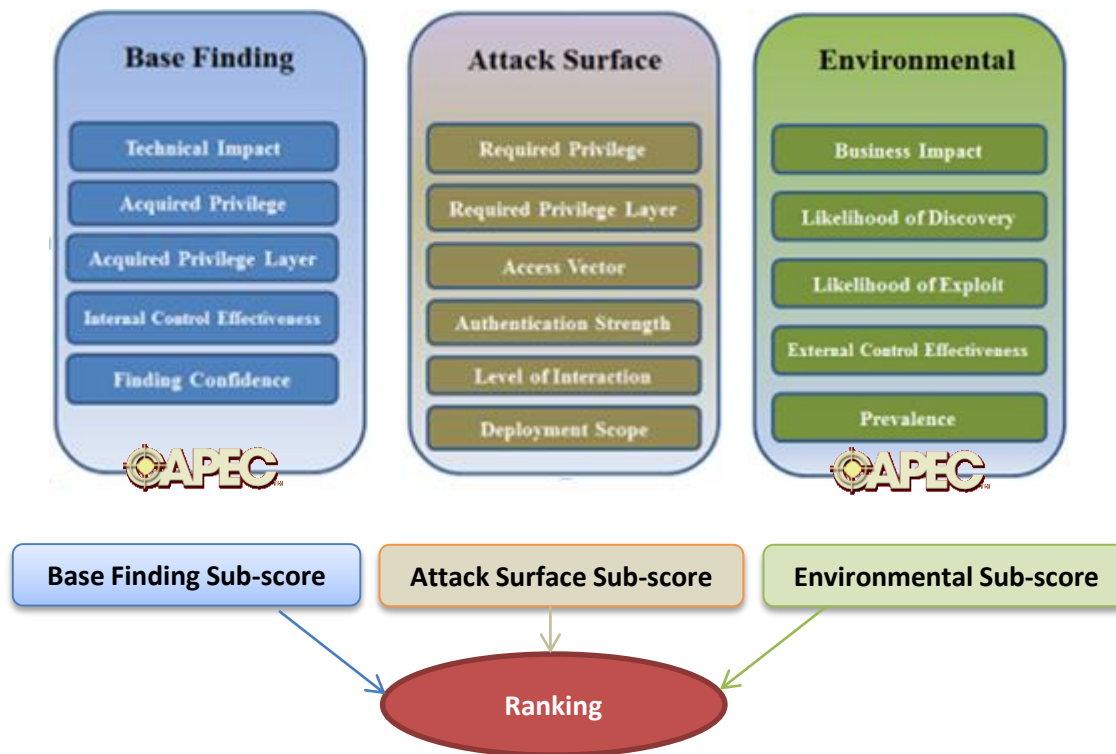 Base Finding
Technical Impact
Acquired Privilege
Acquired Privilege Layer
Internal Control Effectiveness
Finding Confidence
CAPEC™
Attack Surface
Required Privilege
Required Privilege Layer
Access Vector
Authentication Strength
Level of Interaction
Deployment Scope
Environmental
Business Impact
Likelihood of Discovery
Likelihood of Exploit
External Control Effectiveness
Prevalence
CAPEC™
Base Finding Sub-score
Attack Surface Sub-score
Environmental Sub-score
Ranking